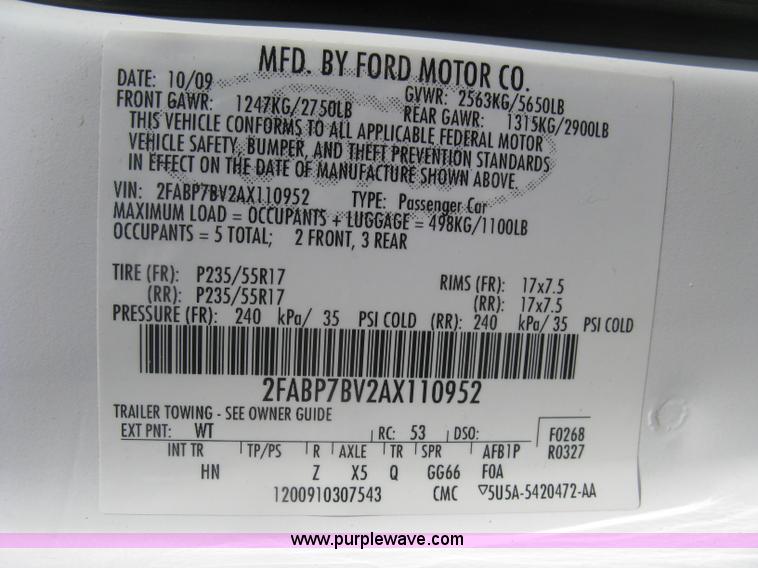 MFD. BY FORD MOTOR CO.
DATE: 10/09 GVWR: 2563KG/5650LB
FRONT GAWR: 1247KG/2750LB REAR GAWR: 1315KG/2900LB
THIS VEHICLE CONFORMS TO ALL APPLICABLE FEDERAL MOTOR
VEHICLE SAFETY, BUMPER, AND THEFT PREVENTION STANDARDS
IN EFFECT ON THE DATE OF MANUFACTURE SHOWN ABOVE.
VIN: 2FABP7BV2AX110952 TYPE: Passenger Car
MAXIMUM LOAD = OCCUPANTS + LUGGAGE = 498KG/1100LB
OCCUPANTS = 5 TOTAL; 2 FRONT, 3 REAR
TIRE (FR): P235/55R17 RIMS (FR): 17x7.5
(RR): P235/55R17 (RR): 17x7.5
PRESSURE (FR): 240 kPa/ 35 PSI COLD (RR): 240 kPa/ 35 PSI COLD
2FABP7BV2AX110952
TRAILER TOWING - SEE OWNER GUIDE
EXT PNT: WT RC: 53 DSO: F0268
INT TR TP/PS R AXLE TR SPR AFB1P R0327
HN Z X5 Q GG66 F0A
1200910307543 CMC ▽5U5A-5420472-AA
www.purplewave.com